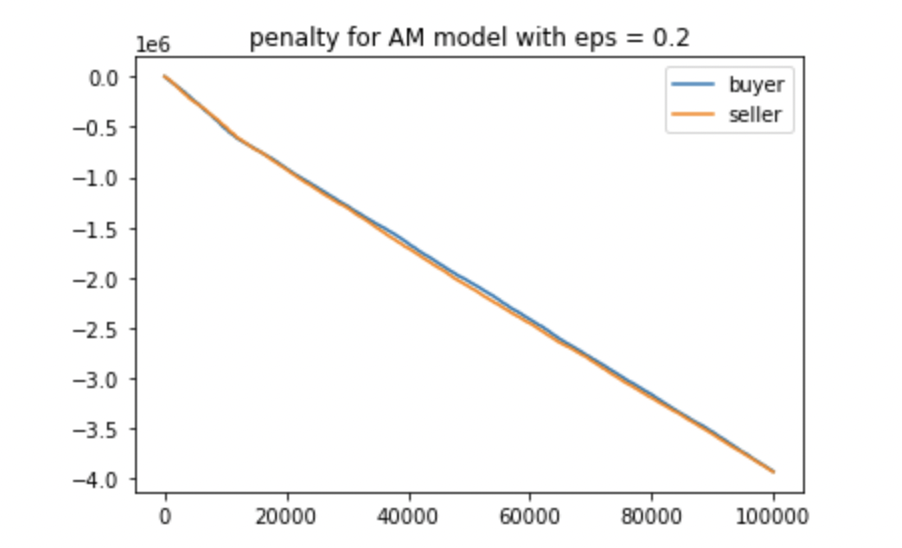 penalty for AM model with eps = 0.2
1e6
buyer
seller
0.0
−0.5
−1.0
−1.5
−2.0
−2.5
−3.0
−3.5
−4.0
0 20000 40000 60000 80000 100000